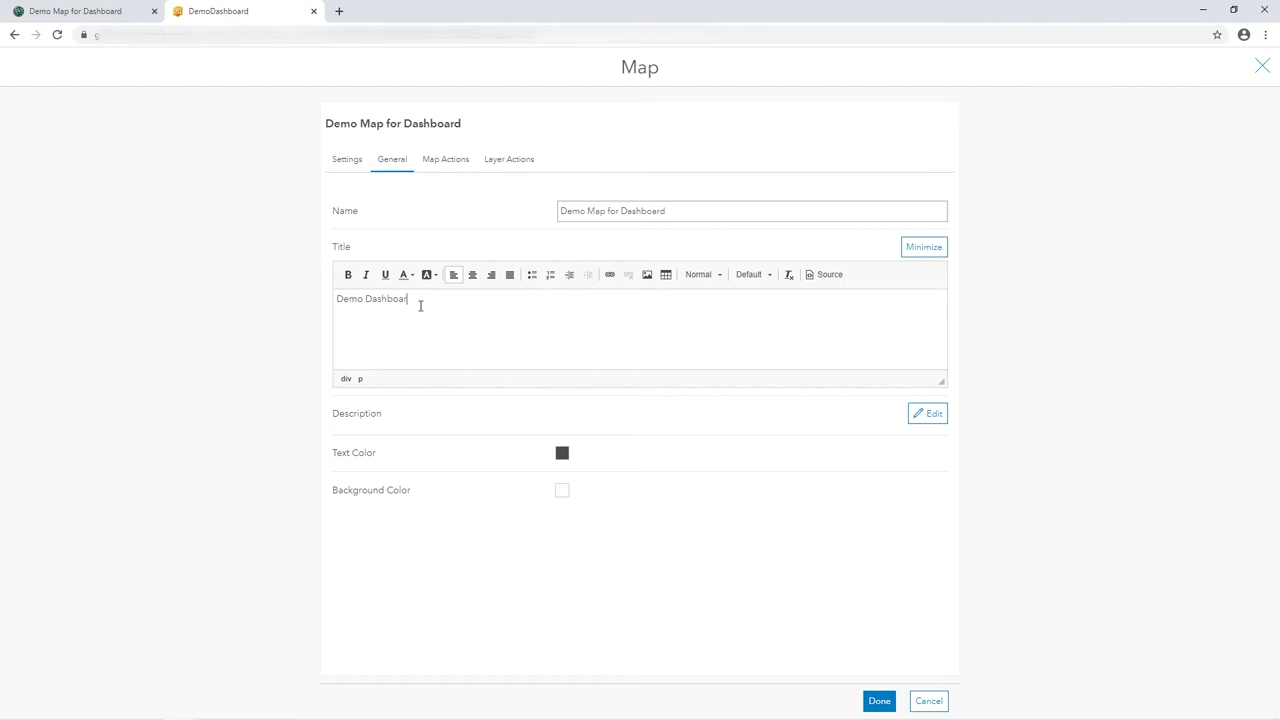 Demo Map for Dashboard
DemoDashboard
Map
Demo Map for Dashboard
Settings General Map Actions Layer Actions
Name Demo Map for Dashboard
Title Minimize
B I U A A Normal Default Source
Demo Dashboar
div p
Description Edit
Text Color
Background Color
Done Cancel